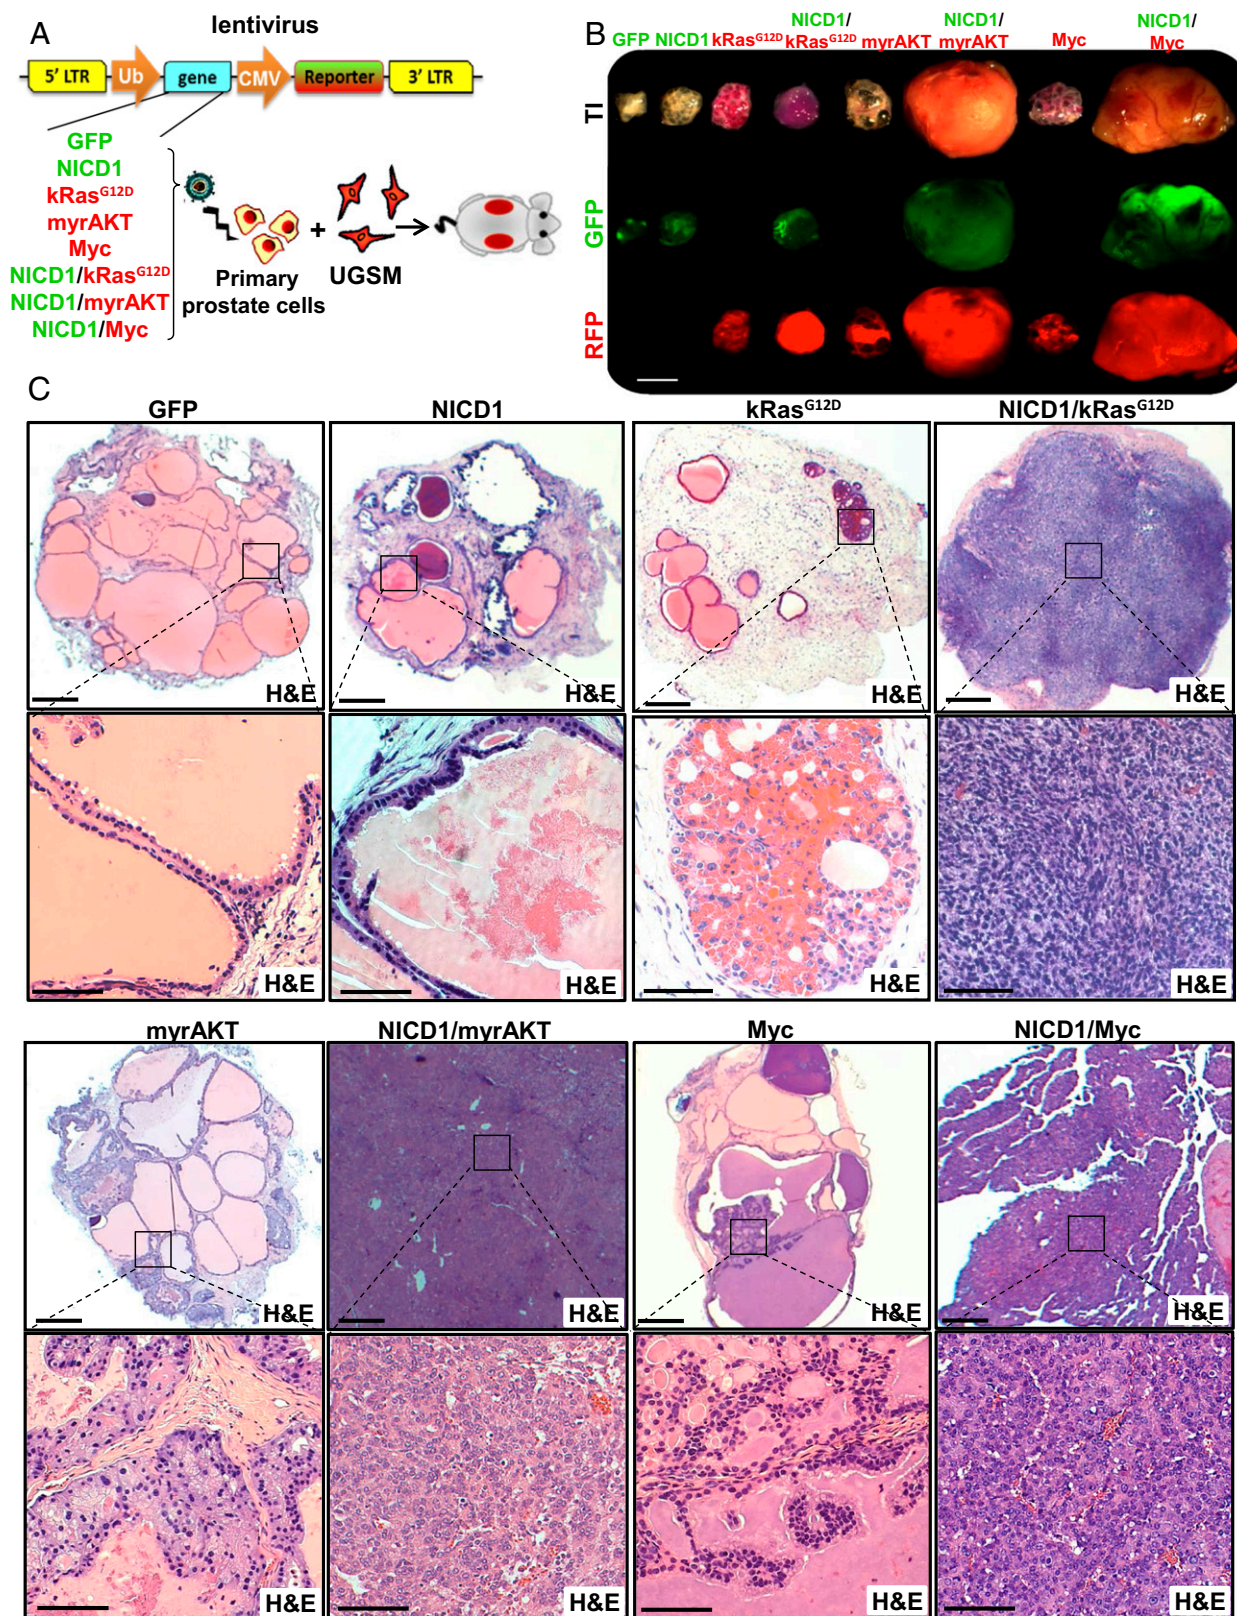 A
lentivirus
5' LTR
Ub
gene
CMV
Reporter
3' LTR
GFP
NICD1
kRasG12D
myrAKT
Myc
NICD1/kRasG12D
NICD1/myrAKT
NICD1/Myc
Primary
prostate cells
+
UGSM
B
GFP
NICD1
kRasG12D
NICD1/
kRasG12D
myrAKT
NICD1/
myrAKT
Myc
NICD1/
Myc
TI
GFP
RFP
C
GFP
NICD1
kRasG12D
NICD1/kRasG12D
H&E
H&E
H&E
H&E
H&E
H&E
H&E
H&E
myrAKT
NICD1/myrAKT
Myc
NICD1/Myc
H&E
H&E
H&E
H&E
H&E
H&E
H&E
H&E